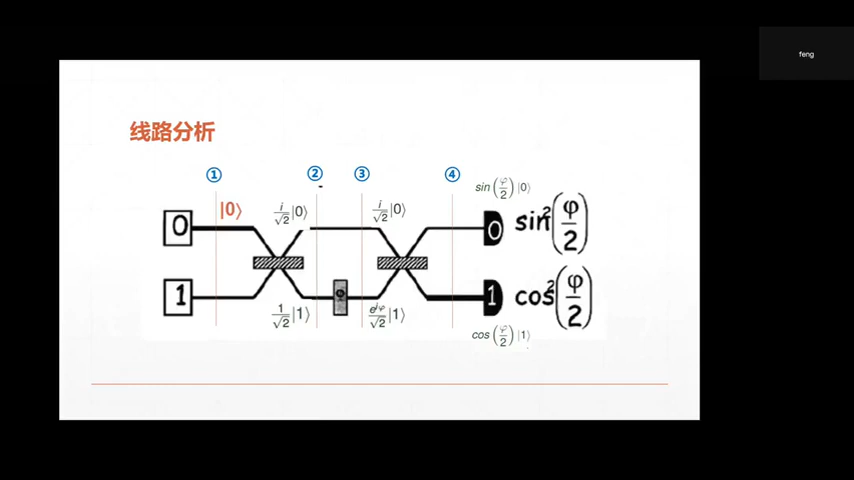 feng
线路分析
① ② ③ ④
|0⟩
0
1
i/√2 |0⟩
1/√2 |1⟩
φ
i/√2 |0⟩
e^{iφ}/√2 |1⟩
sin(φ/2) |0⟩
0 sin²(φ/2)
1 cos²(φ/2)
cos(φ/2) |1⟩